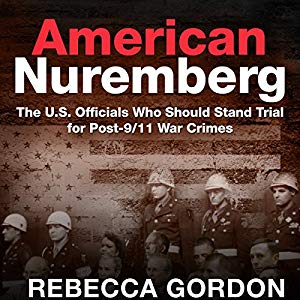 American
Nuremberg
The U.S. Officials Who Should Stand Trial
for Post-9/11 War Crimes
REBECCA GORDON